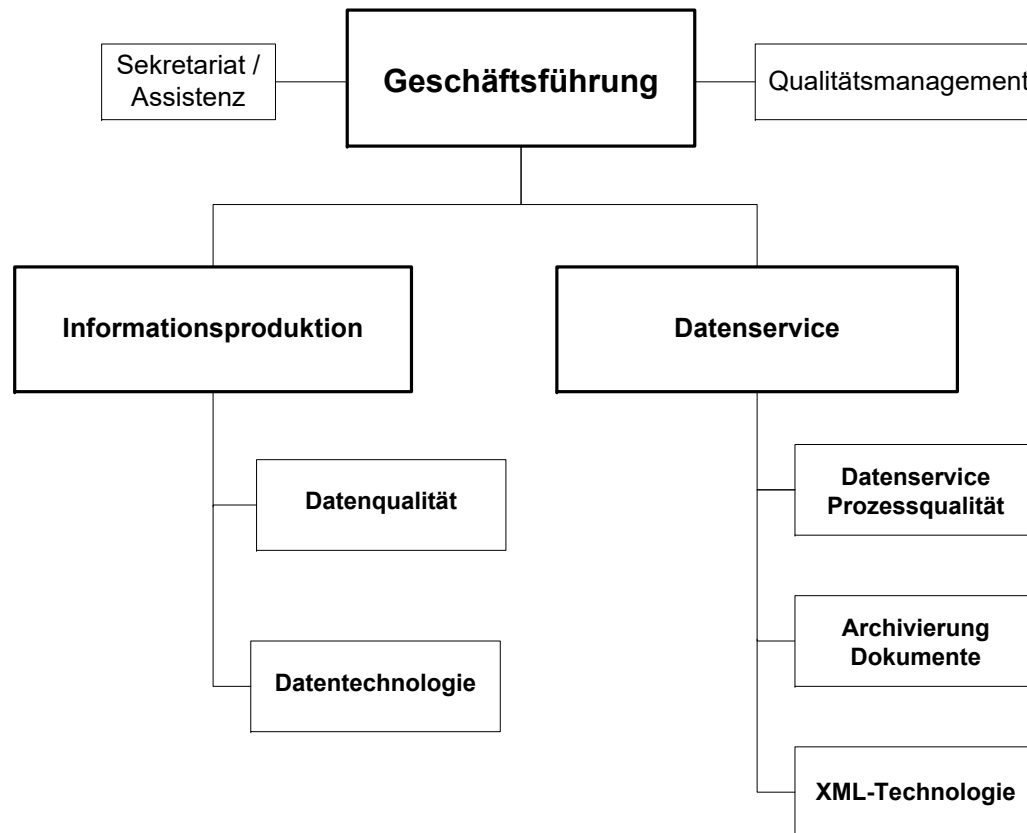 Sekretariat /
Assistenz
Geschäftsführung
Qualitätsmanagement
Informationsproduktion
Datenservice
Datenqualität
Datentechnologie
Datenservice
Prozessqualität
Archivierung
Dokumente
XML-Technologie